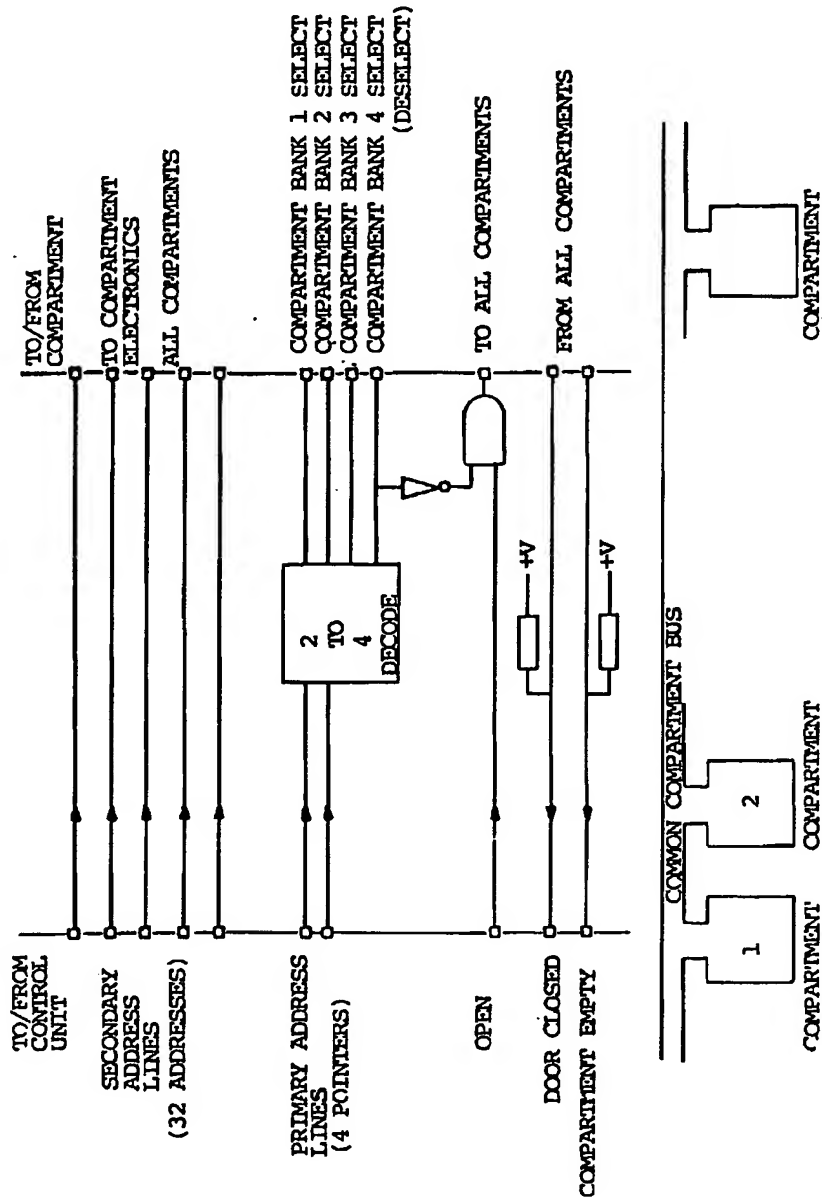 TO/FROM
CONTROL
UNIT
SECONDARY
ADDRESS
LINES
(32 ADDRESSES)
PRIMARY ADDRESS
LINES
(4 POINTERS)
OPEN
DOOR CLOSED
COMPARTMENT EMPTY
2
TO
4
DECODE
+V
+V
TO/FROM
COMPARTMENT
TO COMPARTMENT
ELECTRONICS
ALL COMPARTMENTS
COMPARTMENT BANK 1 SELECT
COMPARTMENT BANK 2 SELECT
COMPARTMENT BANK 3 SELECT
COMPARTMENT BANK 4 SELECT
(DESELECT)
TO ALL COMPARTMENTS
FROM ALL COMPARTMENTS
COMMON COMPARTMENT BUS
1
2
COMPARTMENT
COMPARTMENT
COMPARTMENT